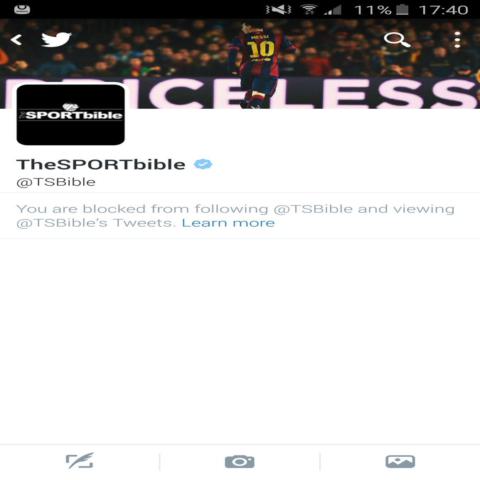 11% 17:40
MESSI
10
PRICELESS
SPORTbible
TheSPORTbible
@TSBible
You are blocked from following @TSBible and viewing
@TSBible's Tweets. Learn more